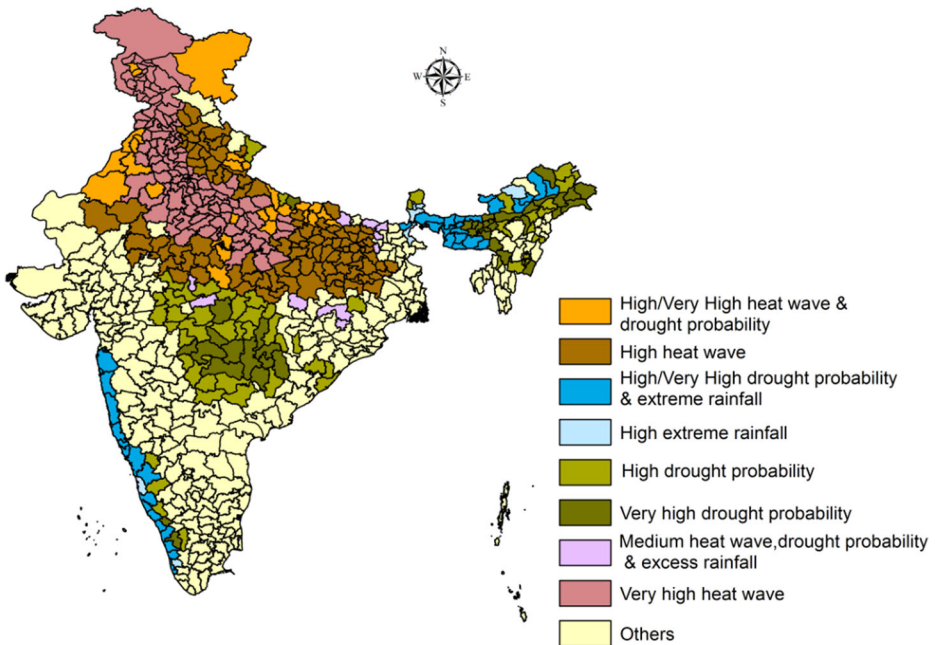 N
W E
S
High/Very High heat wave &
drought probability
High heat wave
High/Very High drought probability
& extreme rainfall
High extreme rainfall
High drought probability
Very high drought probability
Medium heat wave,drought probability
& excess rainfall
Very high heat wave
Others